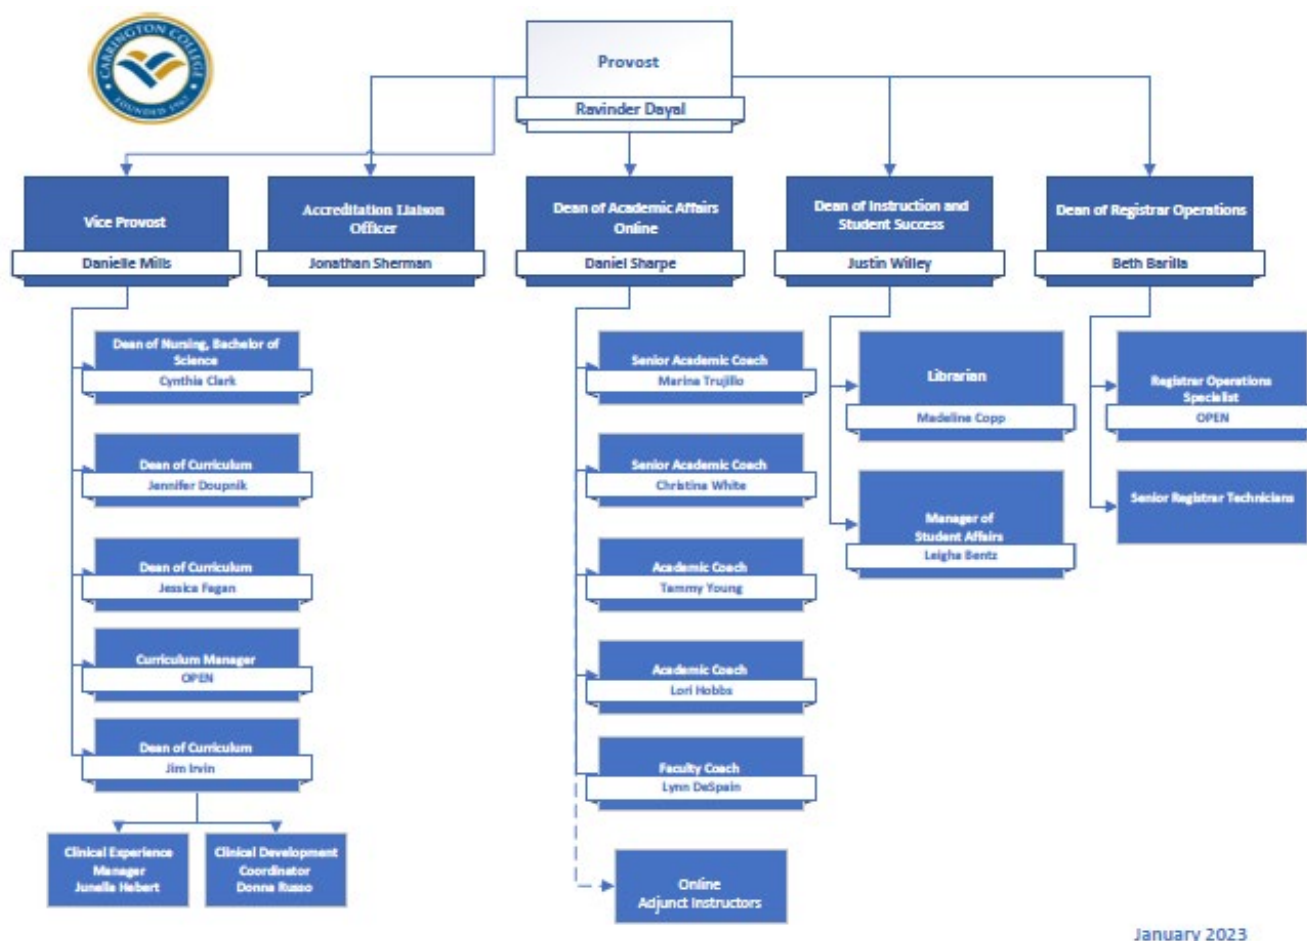 CARRINGTON COLLEGE
FOUNDED 1967
Provost
Ravinder Dayal
Vice Provost
Danielle Mills
Accreditation Liaison
Officer
Jonathan Sherman
Dean of Academic Affairs
Online
Daniel Sharpe
Dean of Instruction and
Student Success
Justin Willey
Dean of Registrar Operations
Beth Barilla
Dean of Nursing, Bachelor of
Science
Cynthia Clark
Dean of Curriculum
Jennifer Doupnik
Dean of Curriculum
Jessica Fagan
Curriculum Manager
OPEN
Dean of Curriculum
Jim Irvin
Clinical Experience
Manager
Junella Hebert
Clinical Development
Coordinator
Donna Russo
Senior Academic Coach
Marina Trujillo
Senior Academic Coach
Christina White
Academic Coach
Tammy Young
Academic Coach
Lori Hobbs
Faculty Coach
Lynn DeSpain
Online
Adjunct Instructors
Librarian
Madeline Copp
Manager of
Student Affairs
Leigha Bentz
Registrar Operations
Specialist
OPEN
Senior Registrar Technicians
January 2023